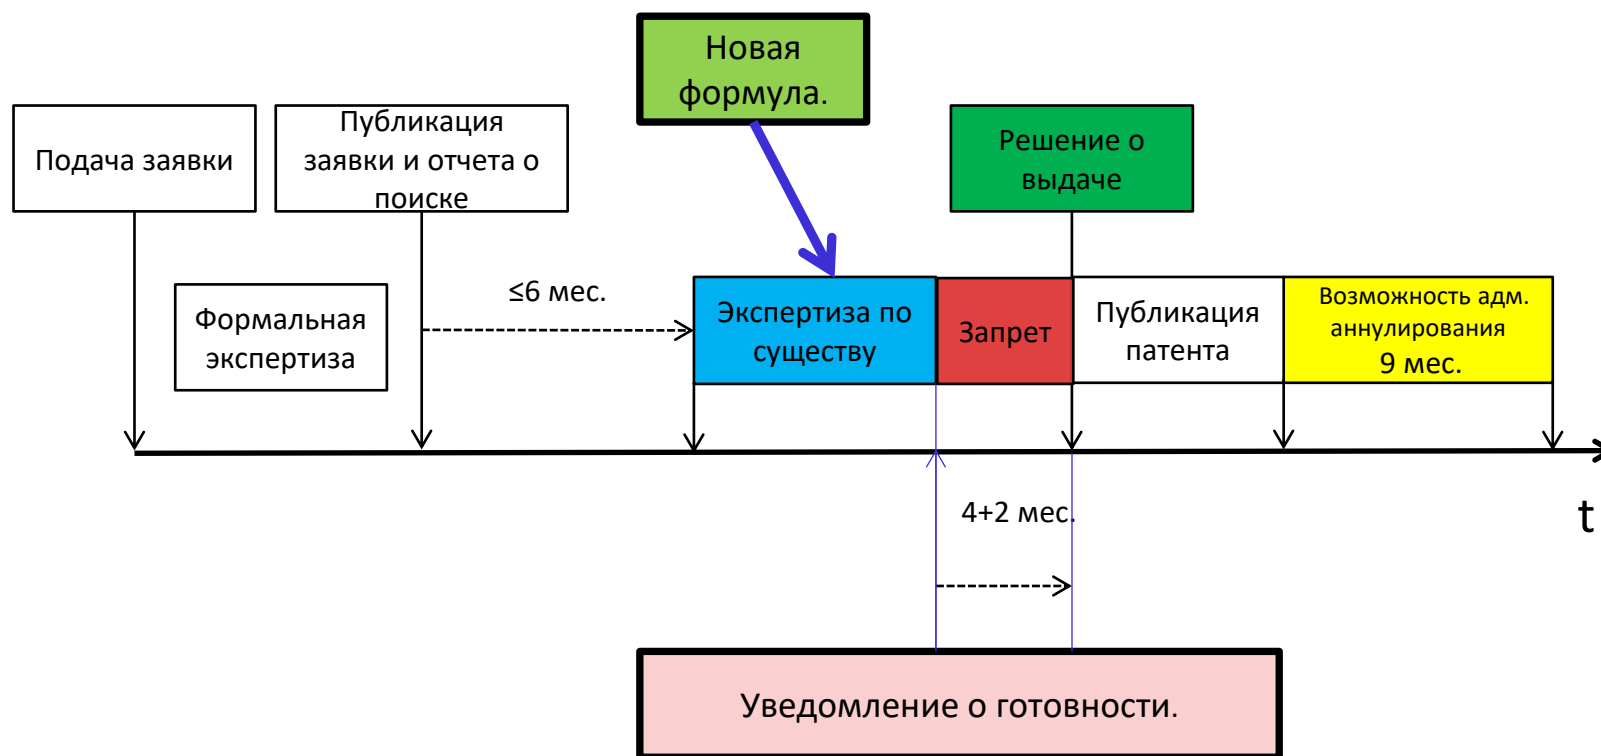 Новая
формула.
Подача заявки
Публикация
заявки и отчета о
поиске
Решение о
выдаче
Формальная
экспертиза
≤6 мес.
Экспертиза по
существу
Запрет
Публикация
патента
Возможность адм.
аннулирования
9 мес.
4+2 мес.
t
Уведомление о готовности.